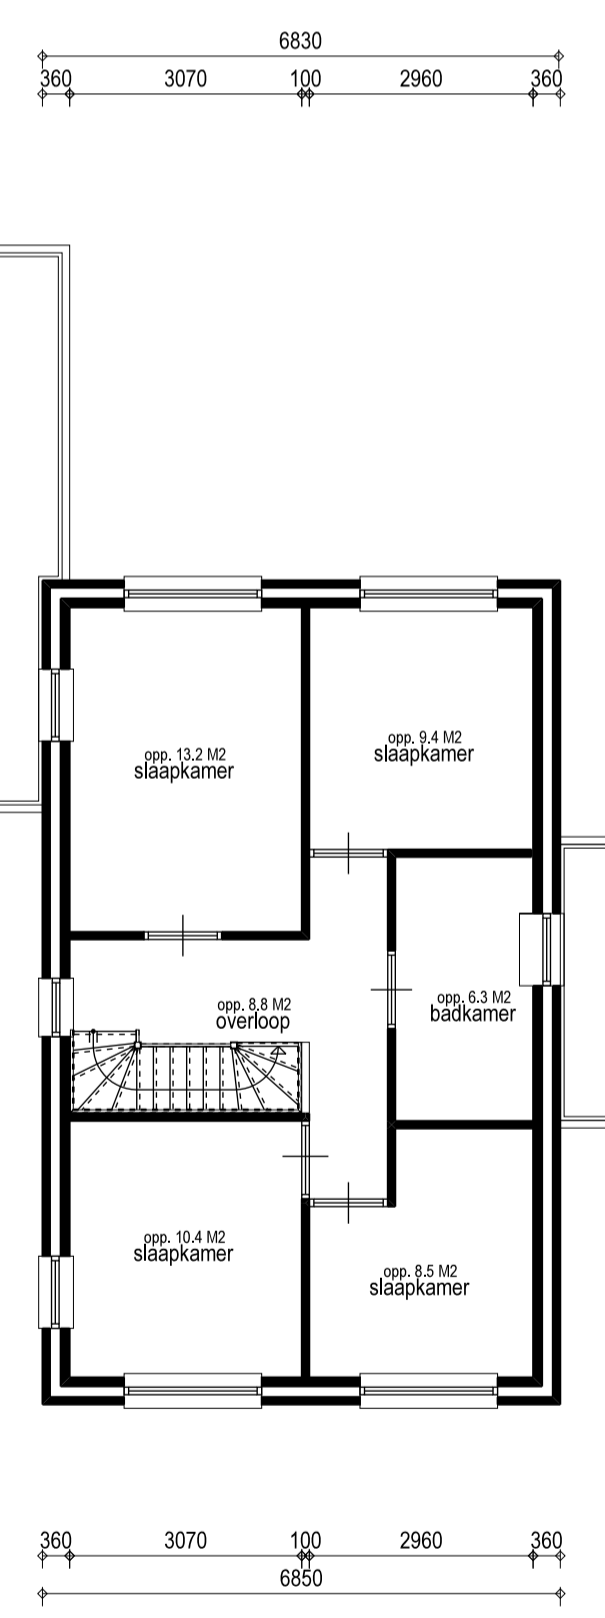 6830
360 3070 100 2960 360
opp. 13.2 M2
slaapkamer
opp. 9.4 M2
slaapkamer
opp. 8.8 M2
overloop
opp. 6.3 M2
badkamer
opp. 10.4 M2
slaapkamer
opp. 8.5 M2
slaapkamer
360 3070 100 2960 360
6850